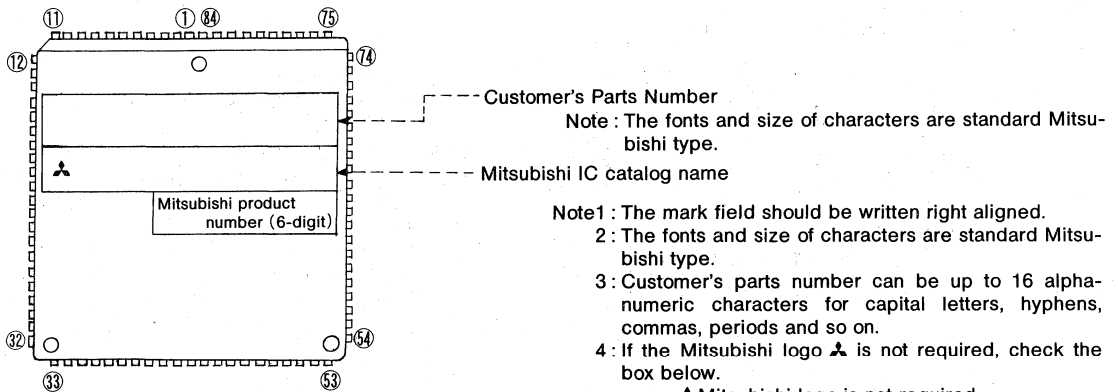 ⑪ ① 84 75
⑫ 74
Customer's Parts Number
Note : The fonts and size of characters are standard Mitsu-
bishi type.
Mitsubishi IC catalog name
Mitsubishi product
number (6-digit)
Note1 : The mark field should be written right aligned.
2 : The fonts and size of characters are standard Mitsu-
bishi type.
3 : Customer's parts number can be up to 16 alpha-
numeric characters for capital letters, hyphens,
commas, periods and so on.
4 : If the Mitsubishi logo is not required, check the
box below.
㉜ 54
㉝ 53